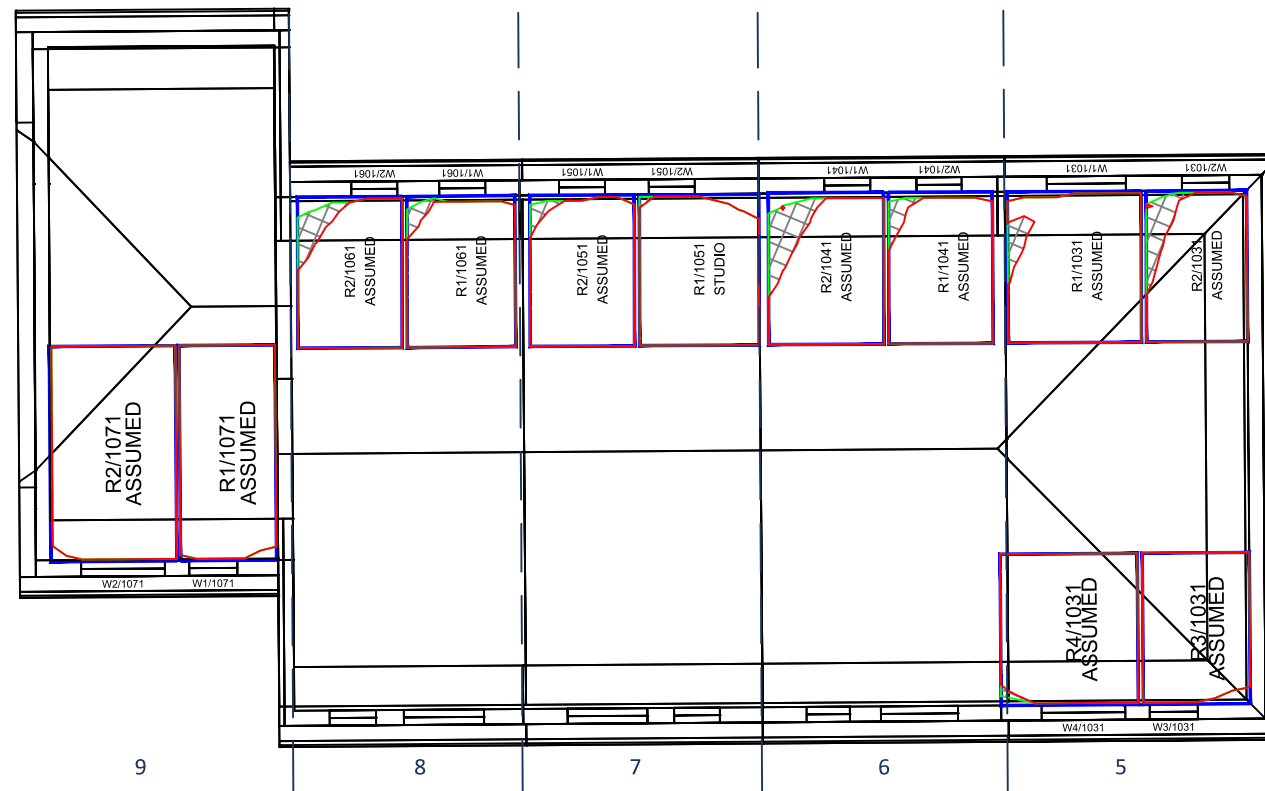 W2/1061
W1/1061
W1/1051
W2/1051
W1/1041
W2/1041
W1/1031
W2/1031
R2/1061
ASSUMED
R1/1061
ASSUMED
R2/1051
ASSUMED
R1/1051
STUDIO
R2/1041
ASSUMED
R1/1041
ASSUMED
R1/1031
ASSUMED
R2/1031
ASSUMED
R2/1071
ASSUMED
R1/1071
ASSUMED
R4/1031
ASSUMED
R3/1031
ASSUMED
W2/1071
W1/1071
W4/1031
W3/1031
9
8
7
6
5